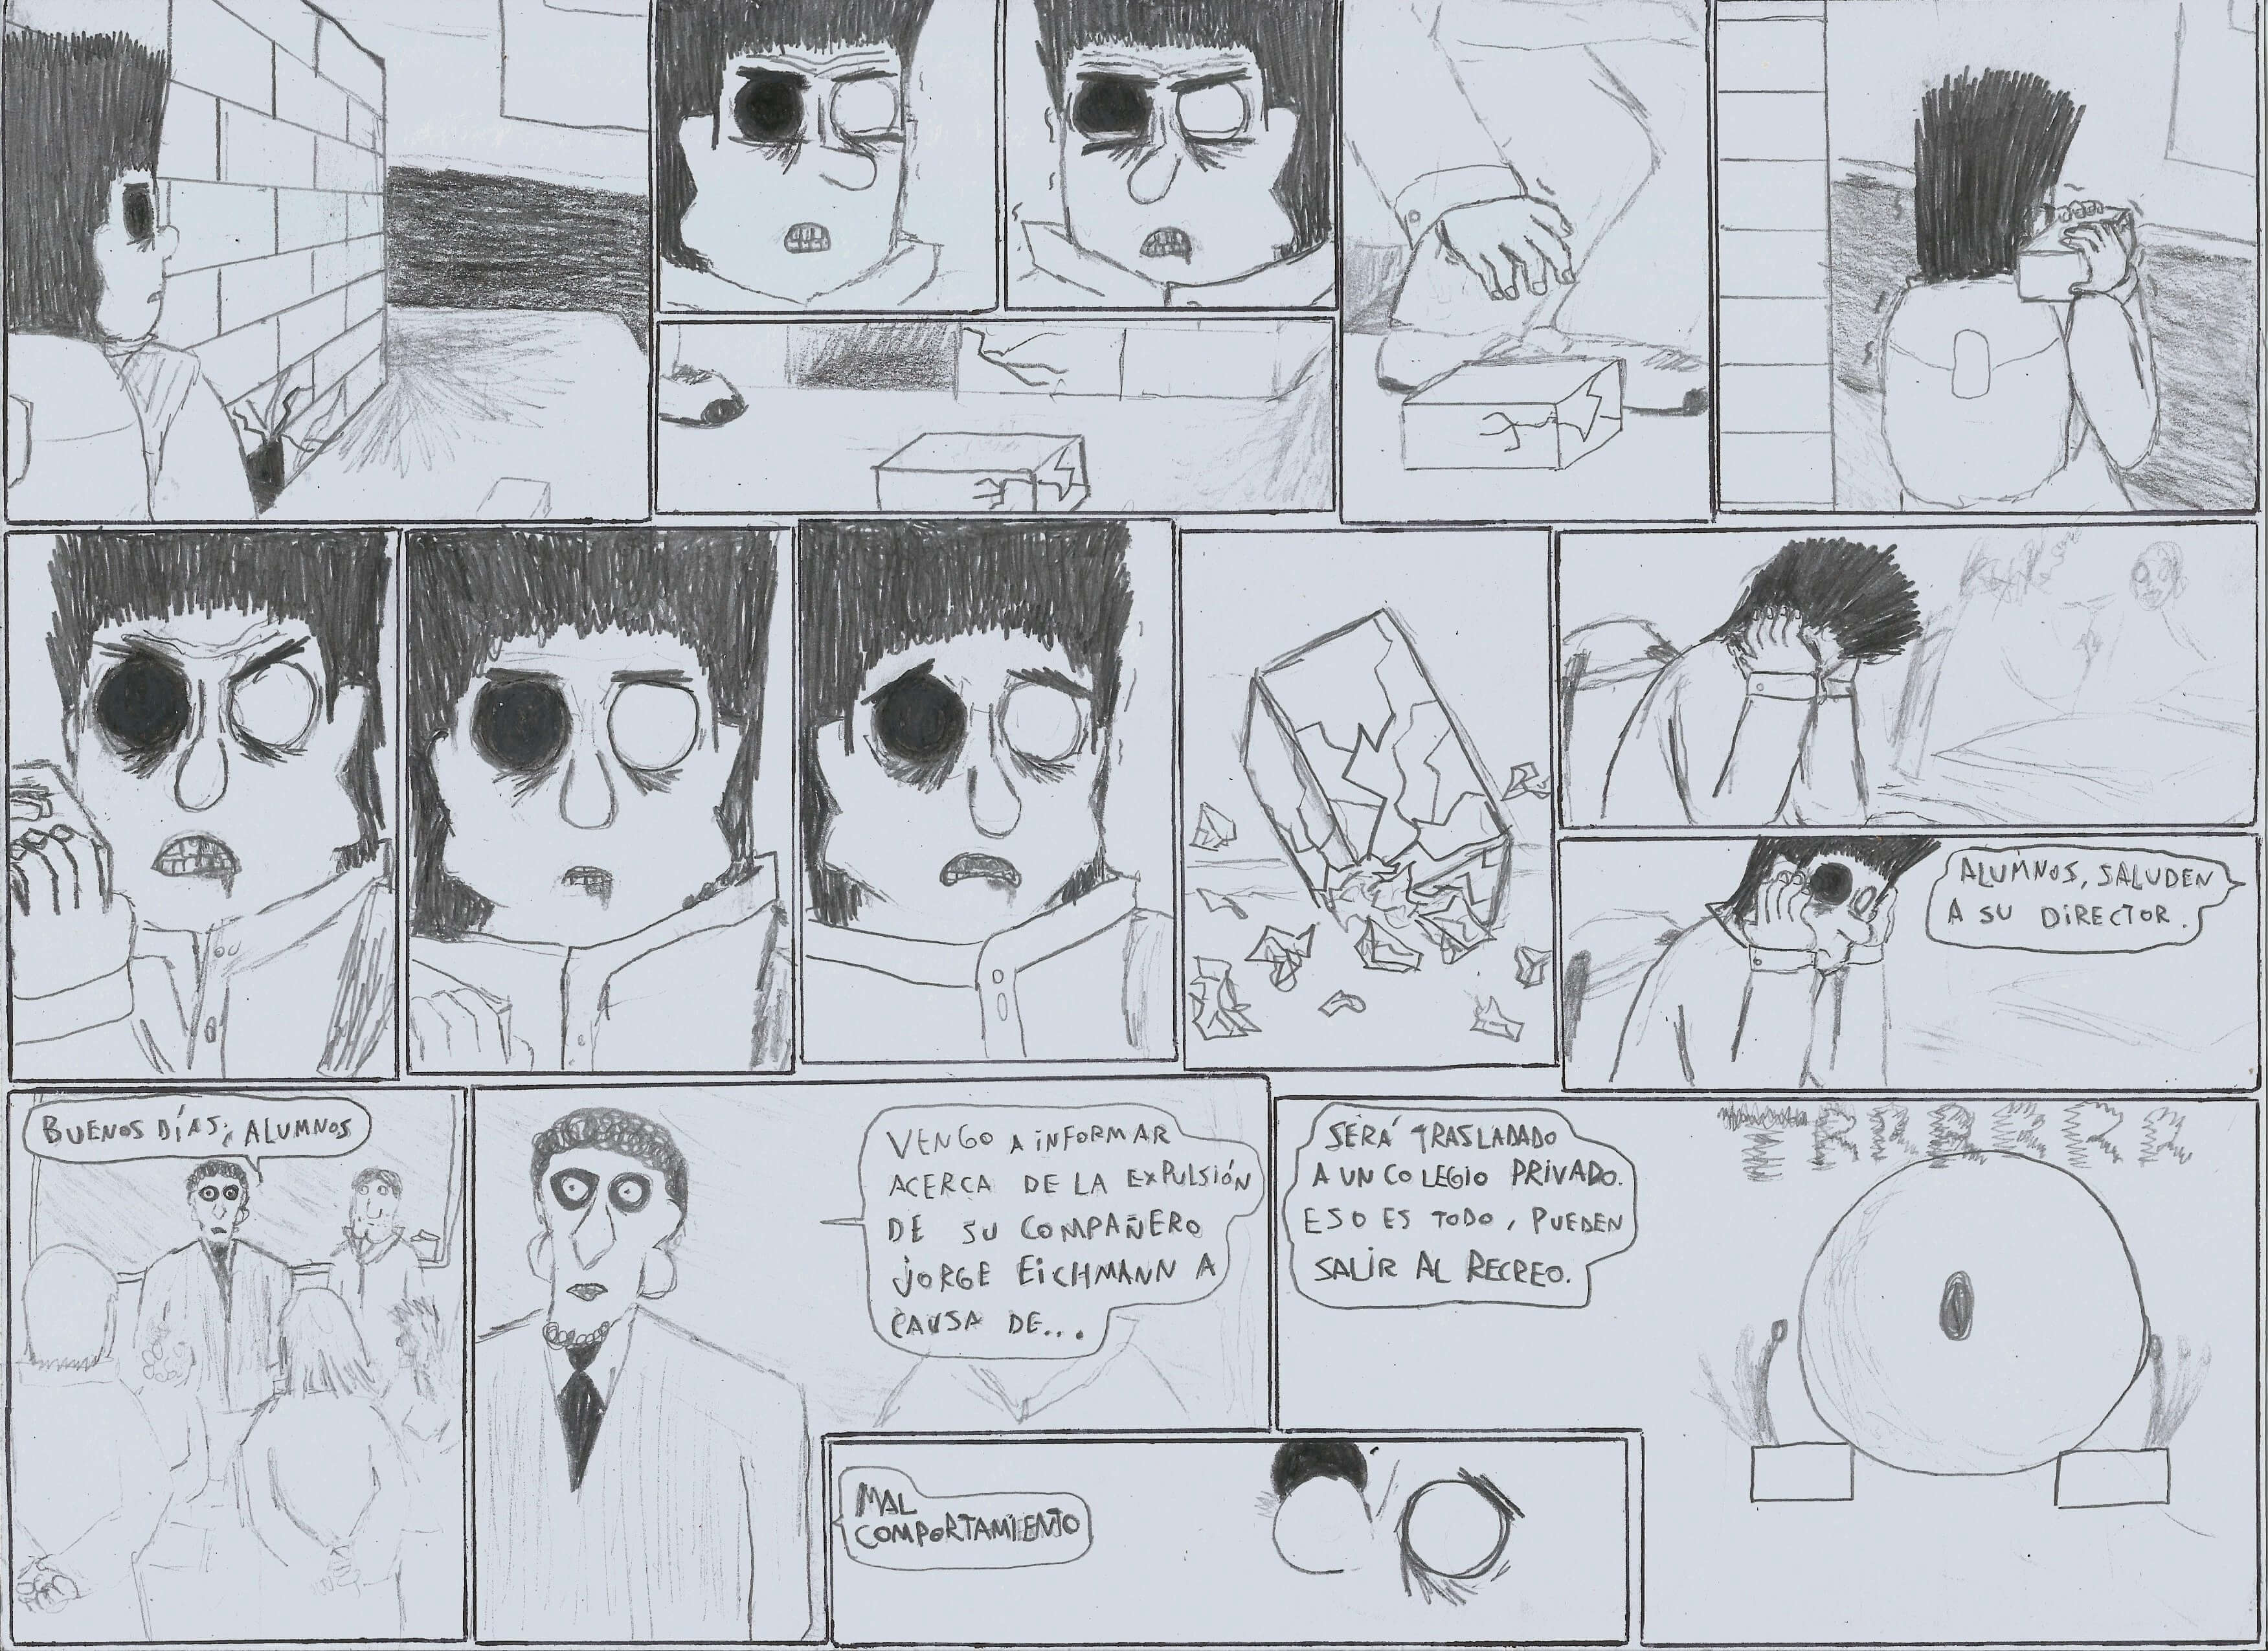 ALUMNOS, SALUDEN
A SU DIRECTOR.
BUENOS DÍAS, ALUMNOS
VENGO A INFORMAR
ACERCA DE LA EXPULSIÓN
DE SU COMPAÑERO
JORGE EICHMANN A
CAUSA DE...
MAL
COMPORTAMIENTO
SERÁ TRASLADADO
A UN COLEGIO PRIVADO.
ESO ES TODO, PUEDEN
SALIR AL RECREO.
TRRRRRR